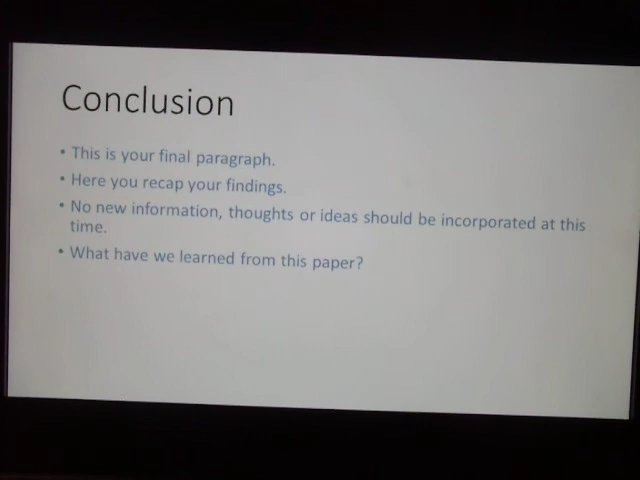 Conclusion
• This is your final paragraph.
• Here you recap your findings.
• No new information, thoughts or ideas should be incorporated at this
time.
• What have we learned from this paper?